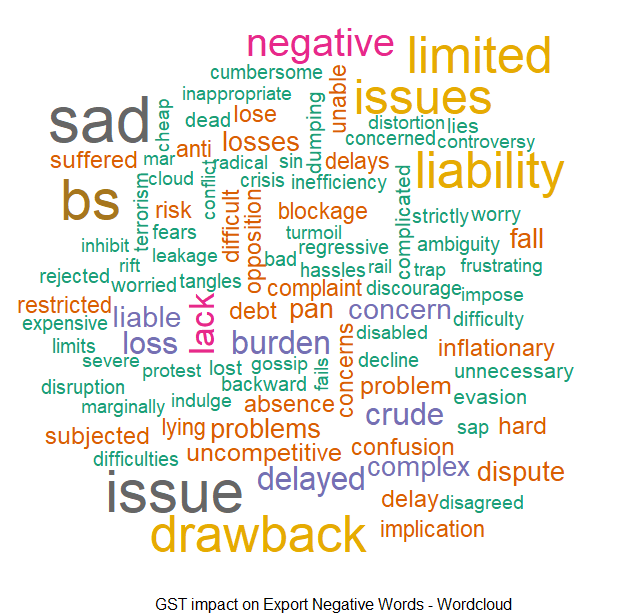 negative
limited
cumbersome
issues
inappropriate
unable
dumping
cheap
sad
dead
lose
distortion
lies
anti
losses
concerned
controversy
suffered
mar
radical
sin
delays
liability
cloud
conflict
crisis
inefficiency
complicated
terrorism
bs
risk
difficult
opposition
blockage
strictly
worry
fears
turmoil
fall
inhibit
leakage
bad
regressive
ambiguity
rift
hassles
rail
trap
frustrating
rejected
worried
tangles
complaint
discourage
impose
restricted
lack
debt
pan
concern
expensive
liable
difficulty
limits
loss
burden
concerns
disabled
inflationary
severe
protest
lost
gossip
fails
decline
unnecessary
disruption
backward
problem
evasion
marginally
indulge
absence
crude
subjected
lying
problems
sap
hard
difficulties
uncompetitive
confusion
issue
delayed
complex
dispute
delay
disagreed
drawback
implication
GST impact on Export Negative Words - Wordcloud